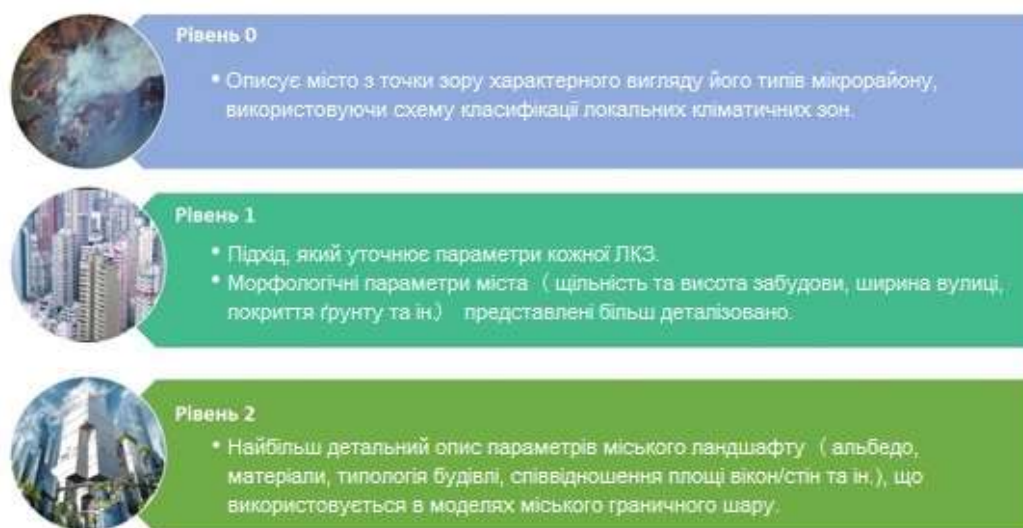 Рівень 0
• Описує місто з точки зору характерного вигляду його типів мікрорайону,
використовуючи схему класифікації локальних кліматичних зон.
Рівень 1
• Підхід, який уточнює параметри кожної ЛКЗ.
• Морфологічні параметри міста ( щільність та висота забудови, ширина вулиці,
покриття ґрунту та ін.) представлені більш деталізовано.
Рівень 2
• Найбільш детальний опис параметрів міського ландшафту ( альбедо,
матеріали, типологія будівлі, співвідношення площі вікон/стін та ін.), що
використовується в моделях міського граничного шару.